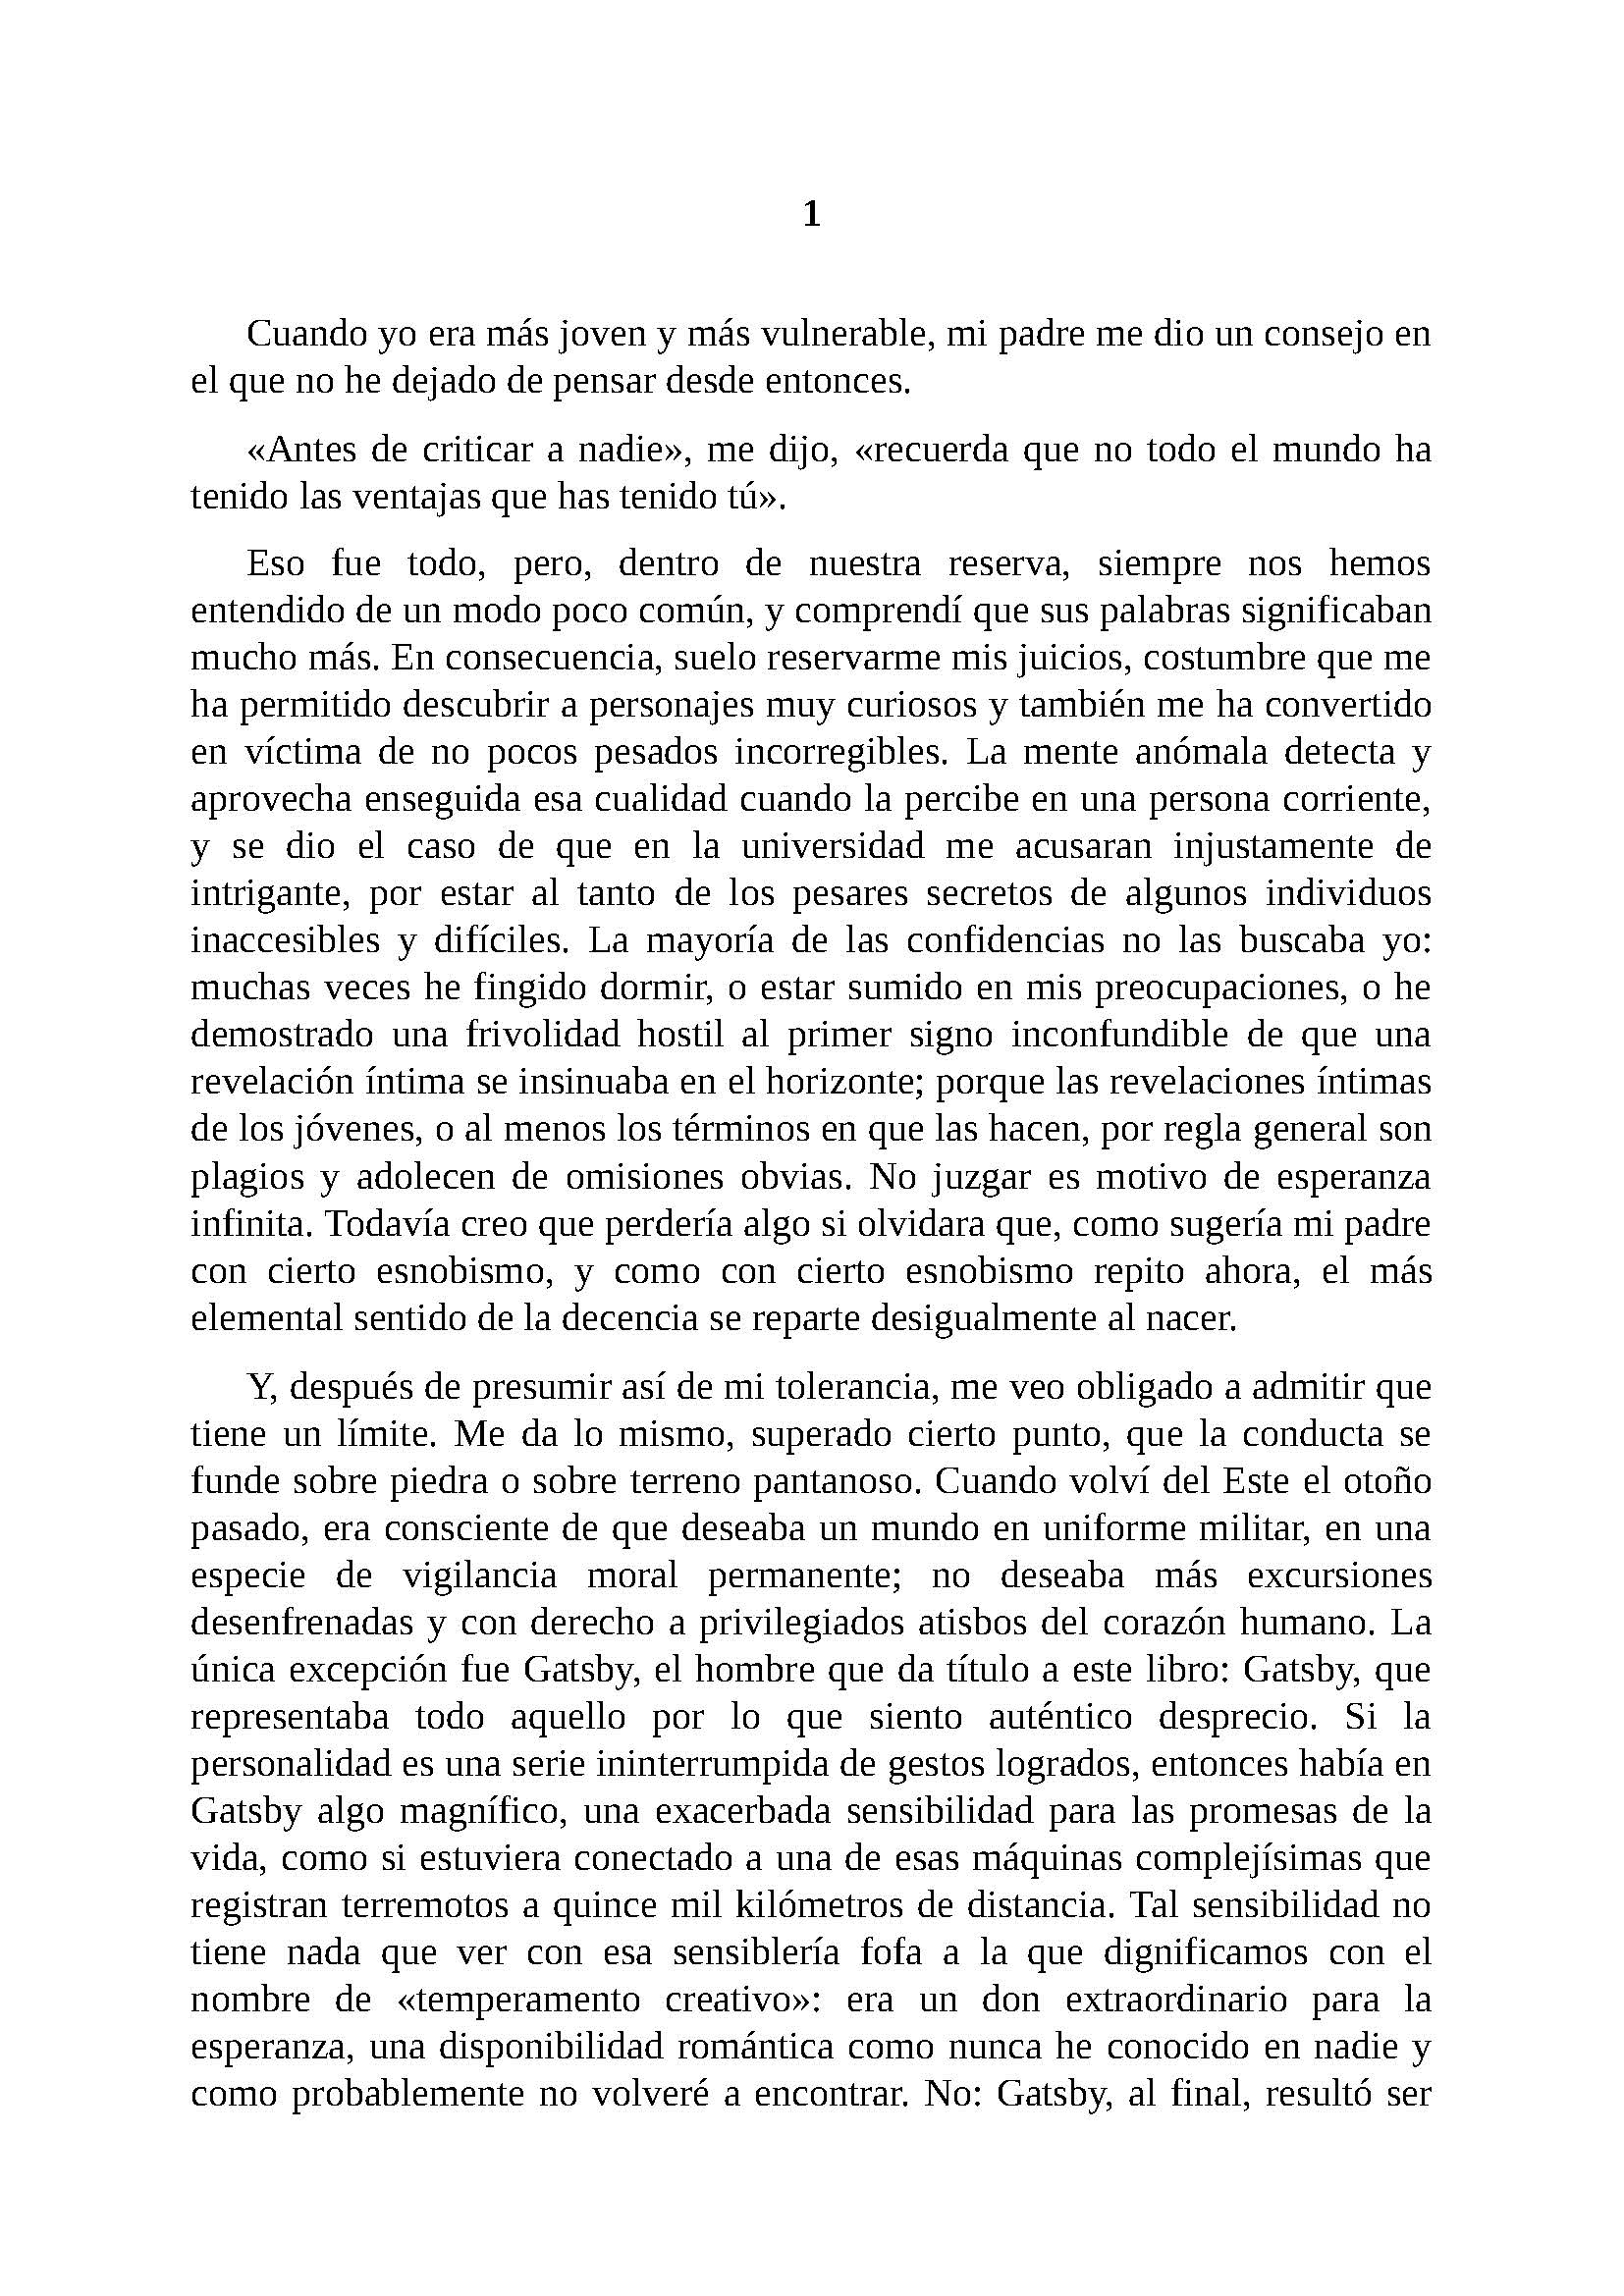 1
Cuando yo era más joven y más vulnerable, mi padre me dio un consejo en
el que no he dejado de pensar desde entonces.
«Antes de criticar a nadie», me dijo, «recuerda que no todo el mundo ha
tenido las ventajas que has tenido tú».
Eso fue todo, pero, dentro de nuestra reserva, siempre nos hemos
entendido de un modo poco común, y comprendí que sus palabras significaban
mucho más. En consecuencia, suelo reservarme mis juicios, costumbre que me
ha permitido descubrir a personajes muy curiosos y también me ha convertido
en víctima de no pocos pesados incorregibles. La mente anómala detecta y
aprovecha enseguida esa cualidad cuando la percibe en una persona corriente,
y se dio el caso de que en la universidad me acusaran injustamente de
intrigante, por estar al tanto de los pesares secretos de algunos individuos
inaccesibles y difíciles. La mayoría de las confidencias no las buscaba yo:
muchas veces he fingido dormir, o estar sumido en mis preocupaciones, o he
demostrado una frivolidad hostil al primer signo inconfundible de que una
revelación íntima se insinuaba en el horizonte; porque las revelaciones íntimas
de los jóvenes, o al menos los términos en que las hacen, por regla general son
plagios y adolecen de omisiones obvias. No juzgar es motivo de esperanza
infinita. Todavía creo que perdería algo si olvidara que, como sugería mi padre
con cierto esnobismo, y como con cierto esnobismo repito ahora, el más
elemental sentido de la decencia se reparte desigualmente al nacer.
Y, después de presumir así de mi tolerancia, me veo obligado a admitir que
tiene un límite. Me da lo mismo, superado cierto punto, que la conducta se
funde sobre piedra o sobre terreno pantanoso. Cuando volví del Este el otoño
pasado, era consciente de que deseaba un mundo en uniforme militar, en una
especie de vigilancia moral permanente; no deseaba más excursiones
desenfrenadas y con derecho a privilegiados atisbos del corazón humano. La
única excepción fue Gatsby, el hombre que da título a este libro: Gatsby, que
representaba todo aquello por lo que siento auténtico desprecio. Si la
personalidad es una serie ininterrumpida de gestos logrados, entonces había en
Gatsby algo magnífico, una exacerbada sensibilidad para las promesas de la
vida, como si estuviera conectado a una de esas máquinas complejísimas que
registran terremotos a quince mil kilómetros de distancia. Tal sensibilidad no
tiene nada que ver con esa sensiblería fofa a la que dignificamos con el
nombre de «temperamento creativo»: era un don extraordinario para la
esperanza, una disponibilidad romántica como nunca he conocido en nadie y
como probablemente no volveré a encontrar. No: Gatsby, al final, resultó ser